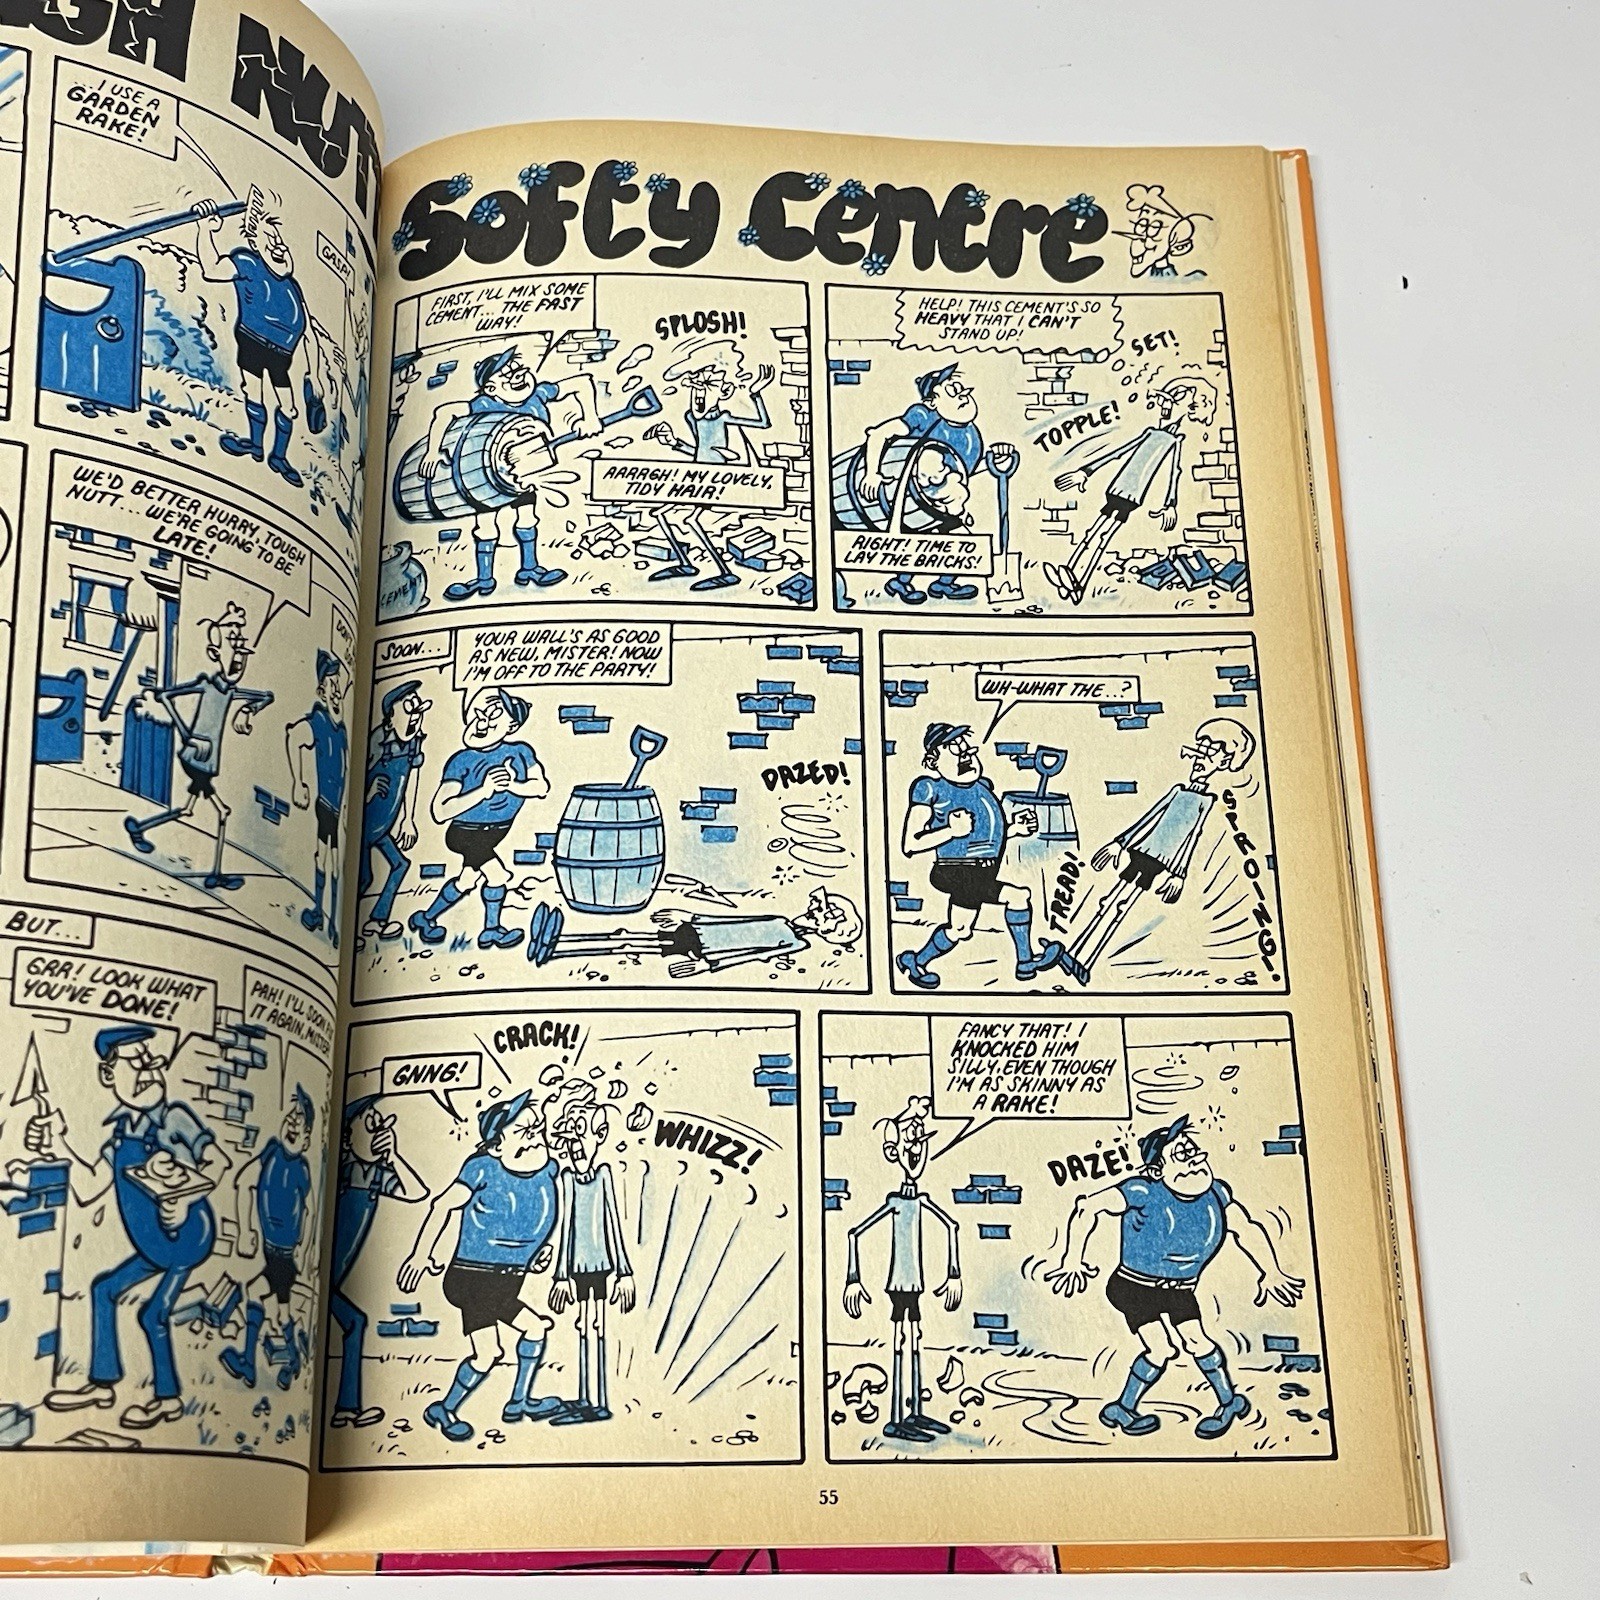 GH NUT
...I USE A
GARDEN
RAKE!
GASP!
WE'D BETTER HURRY, TOUGH
NUTT... WE'RE GOING TO BE
LATE!
DON'T
BUT...
GRR! LOOK WHAT
YOU'VE DONE!
PAH! I'LL SOON
IT AGAIN, MISTER
Softy Centre
FIRST, I'LL MIX SOME
CEMENT... THE FAST
WAY!
SPLOSH!
AARRGH! MY LOVELY,
TIDY HAIR!
CEME
HELP! THIS CEMENT'S SO
HEAVY THAT I CAN'T
STAND UP!
SET!
TOPPLE!
RIGHT! TIME TO
LAY THE BRICKS!
SOON...
YOUR WALL'S AS GOOD
AS NEW, MISTER! NOW
I'M OFF TO THE PARTY!
DAZED!
WH-WHAT THE..?
TREAD!
SPROING!
GNNG!
CRACK!
WHIZZ!
FANCY THAT! I
KNOCKED HIM
SILLY, EVEN THOUGH
I'M AS SKINNY AS
A RAKE!
DAZE!
55